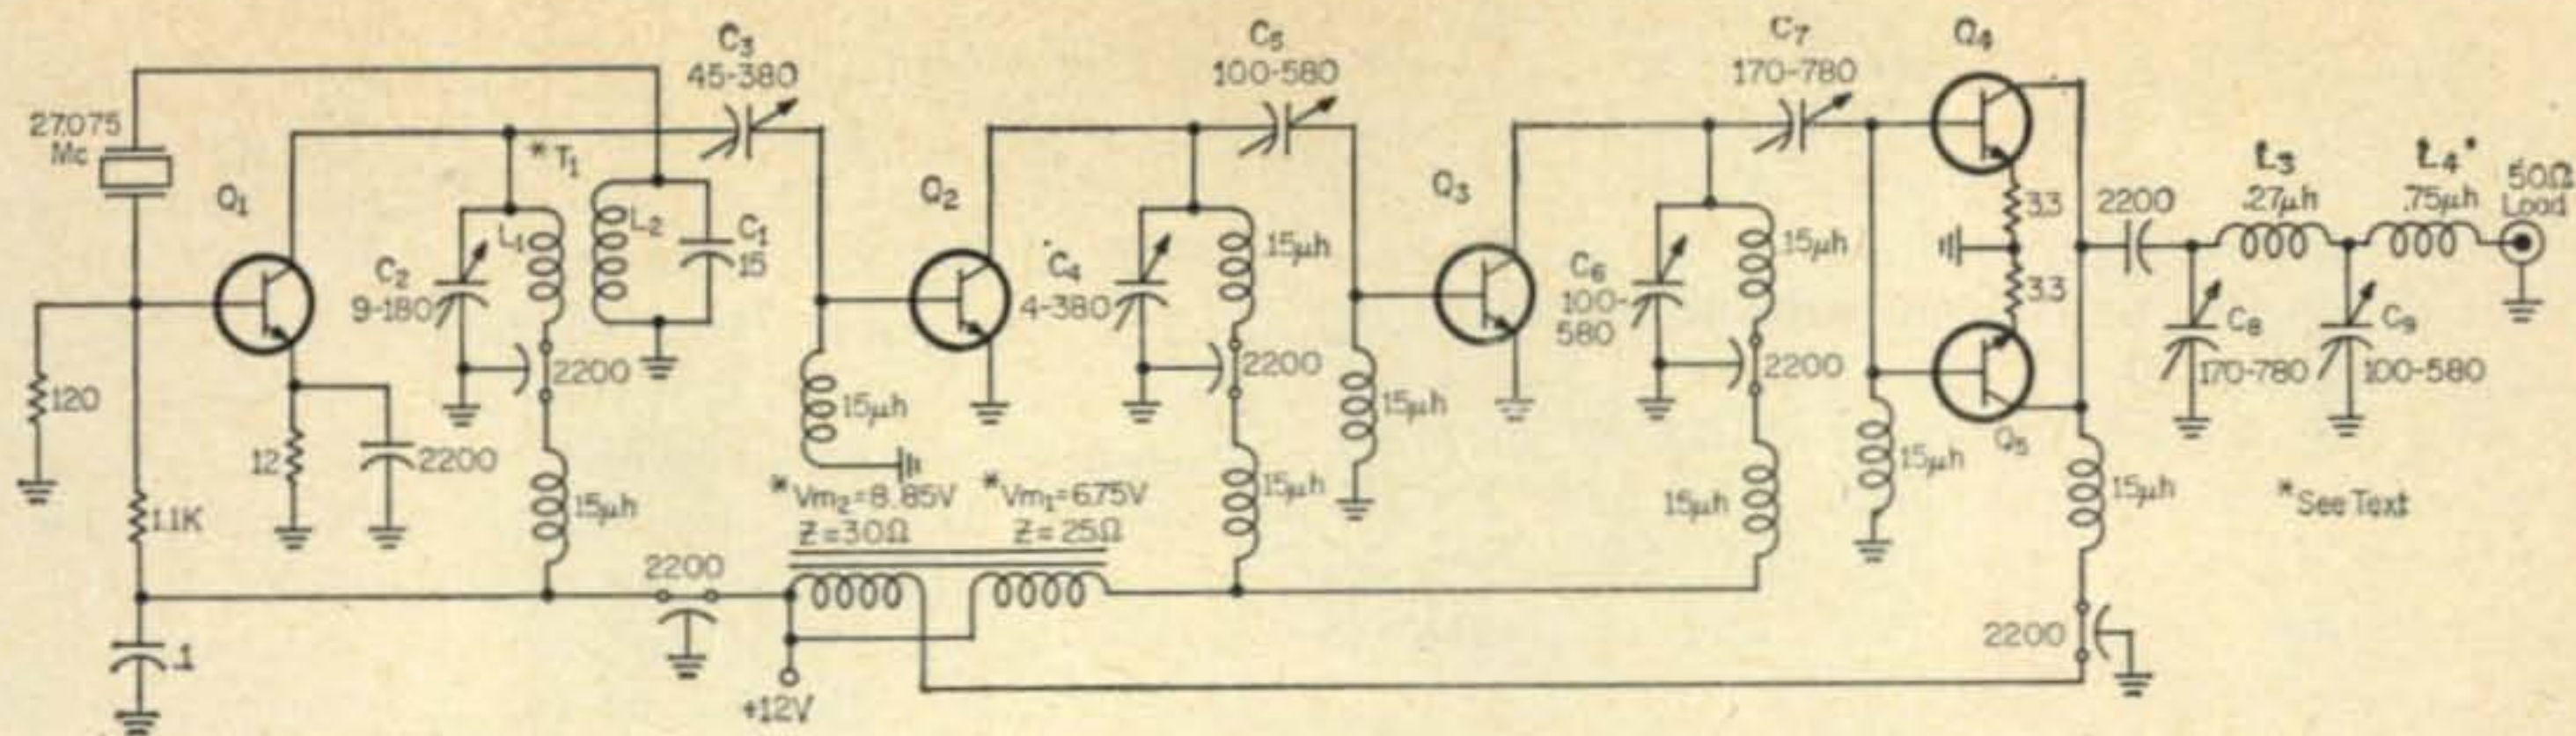 27.075
Mc
Q1
120
1.1K
.1
12
2200
C2
9-180
L1
*T1
L2
C1
15
2200
15µh
C3
45-380
2200
15µh
*Vm2=8.85V
Z=30Ω
*Vm1=6.75V
Z=25Ω
+12V
Q2
C4
4-380
15µh
2200
15µh
C5
100-580
15µh
Q3
C6
100-
580
15µh
2200
15µh
C7
170-780
15µh
Q4
3.3
3.3
Q5
15µh
2200
2200
C8
170-780
L3
.27µh
C9
100-580
L4*
.75µh
50Ω
Load
*See Text